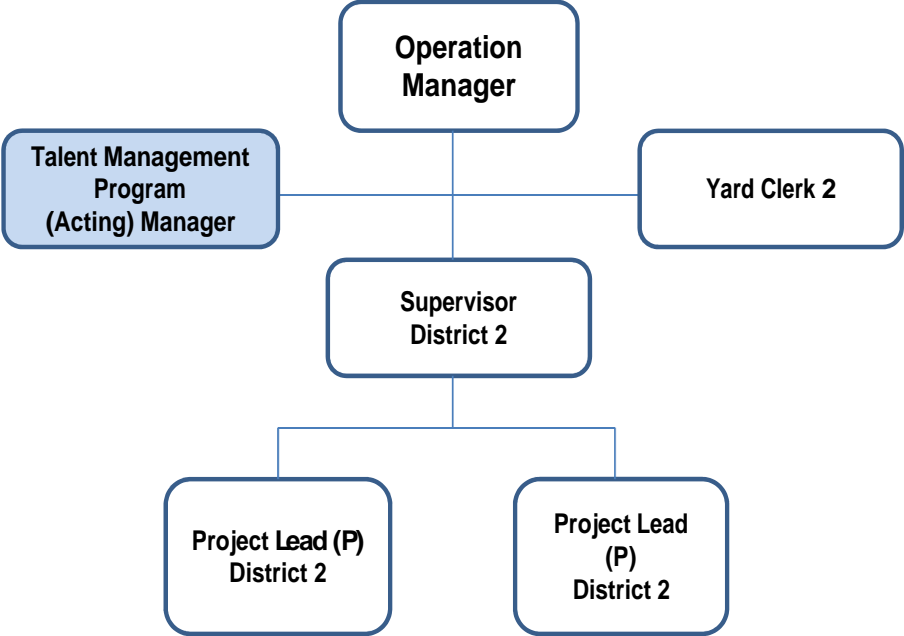 Operation
Manager
Talent Management
Program
(Acting) Manager
Yard Clerk 2
Supervisor
District 2
Project Lead (P)
District 2
Project Lead
(P)
District 2